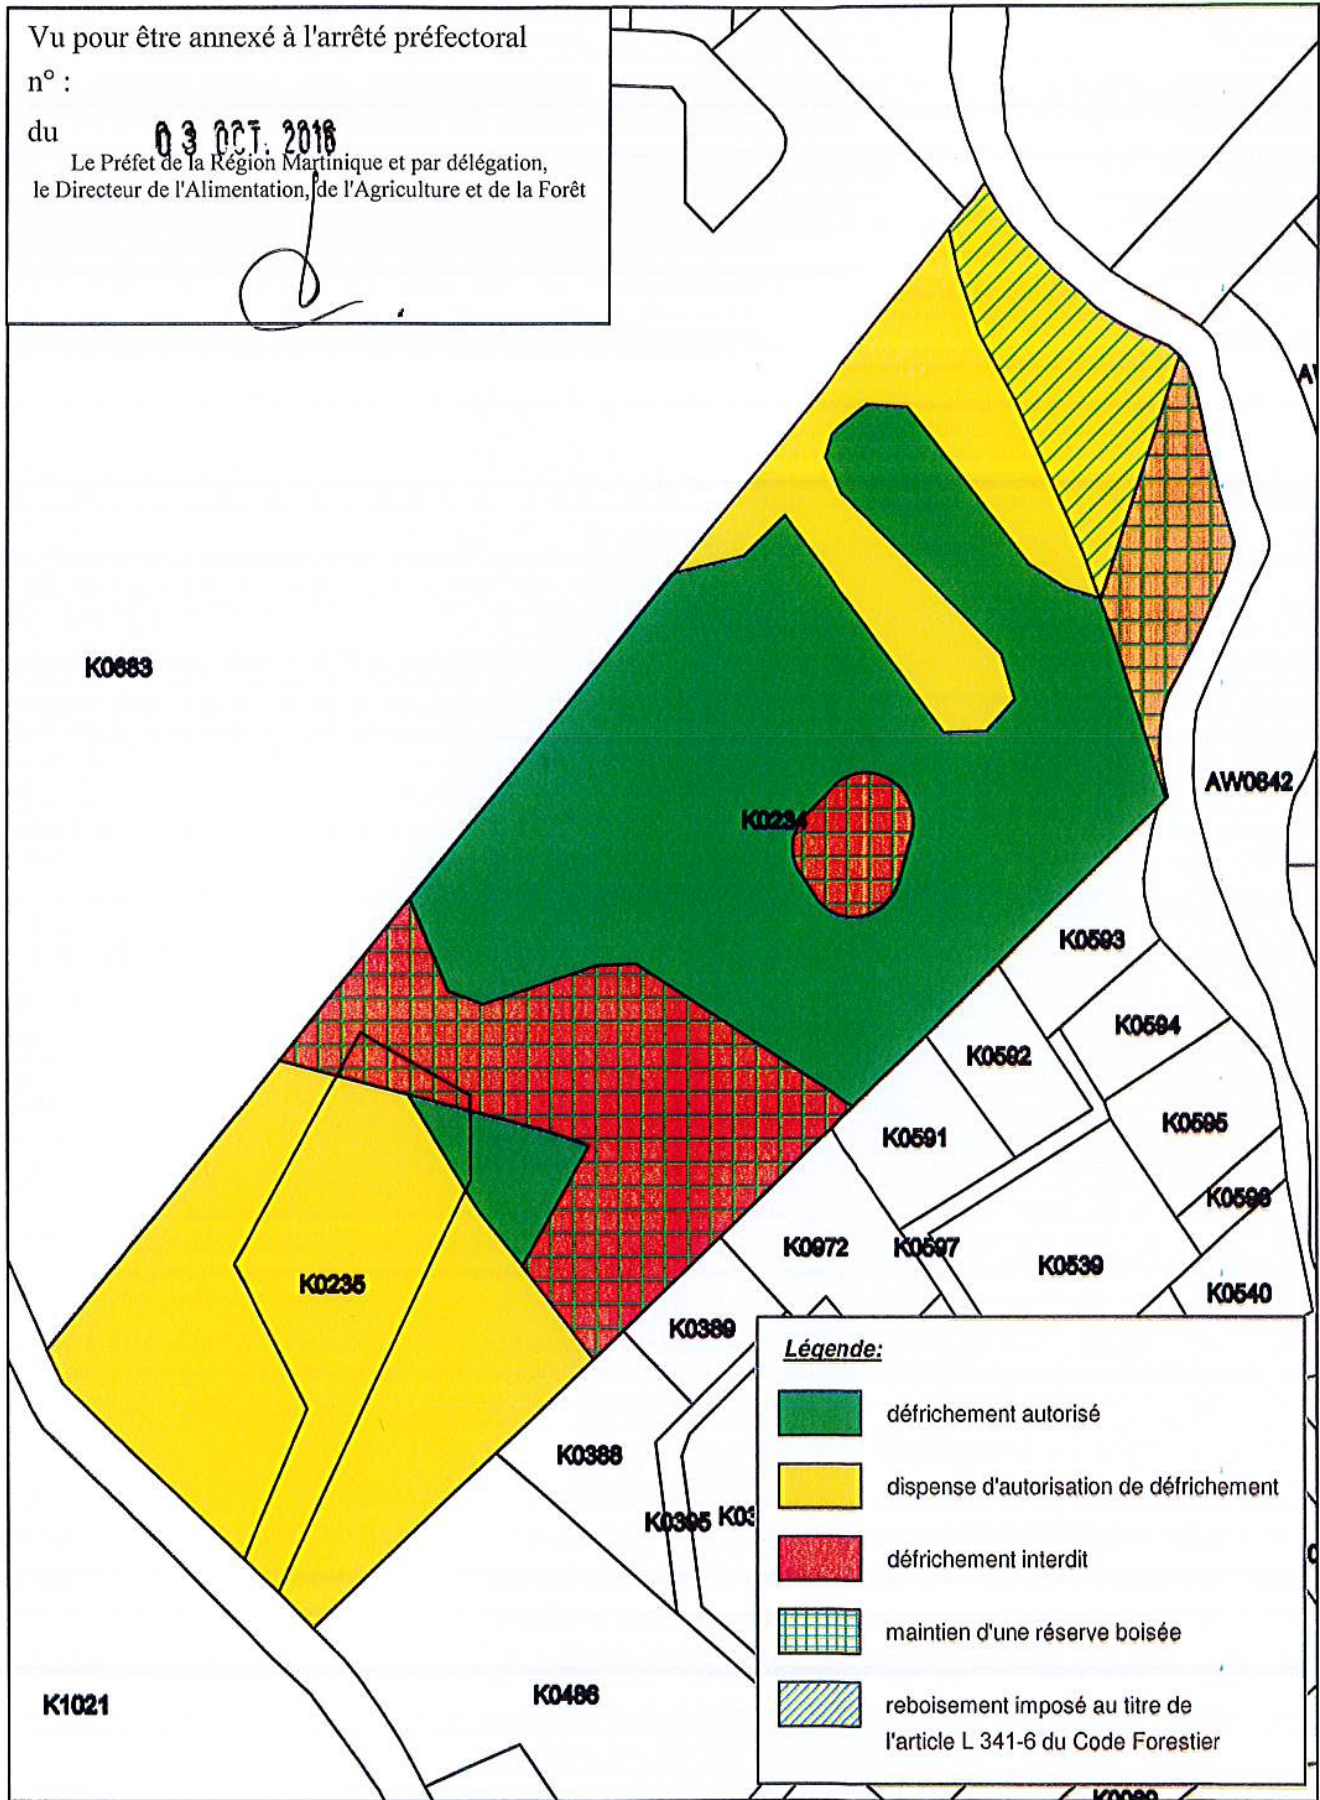 Vu pour être annexé à l'arrêté préfectoral
n° :
du 03 OCT. 2016
Le Préfet de la Région Martinique et par délégation,
le Directeur de l'Alimentation, de l'Agriculture et de la Forêt
K0683
K0234
AW0842
K0593
K0594
K0592
K0595
K0591
K0598
K0972
K0597
K0539
K0235
K0540
K0389
K0388
K0395
K1021
K0486
Légende:
défrichement autorisé
dispense d'autorisation de défrichement
défrichement interdit
maintien d'une réserve boisée
reboisement imposé au titre de
l'article L 341-6 du Code Forestier